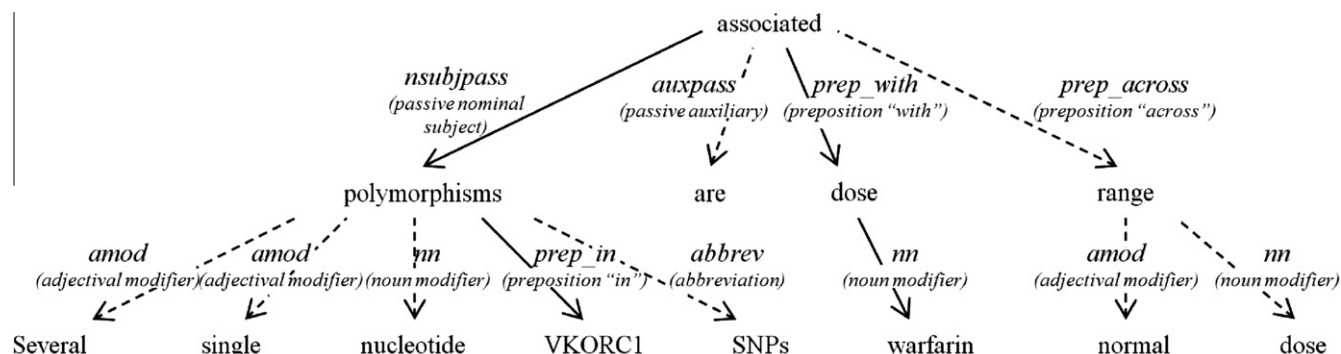 associated
nsubjpass auxpass prep_with prep_across
(passive nominal subject) (passive auxiliary) (preposition “with”) (preposition “across”)
polymorphisms are dose range
amod amod nn prep_in abbrev nn amod nn
(adjectival modifier) (adjectival modifier) (noun modifier) (preposition “in”) (abbreviation) (noun modifier) (adjectival modifier) (noun modifier)
Several single nucleotide VKORC1 SNPs warfarin normal dose